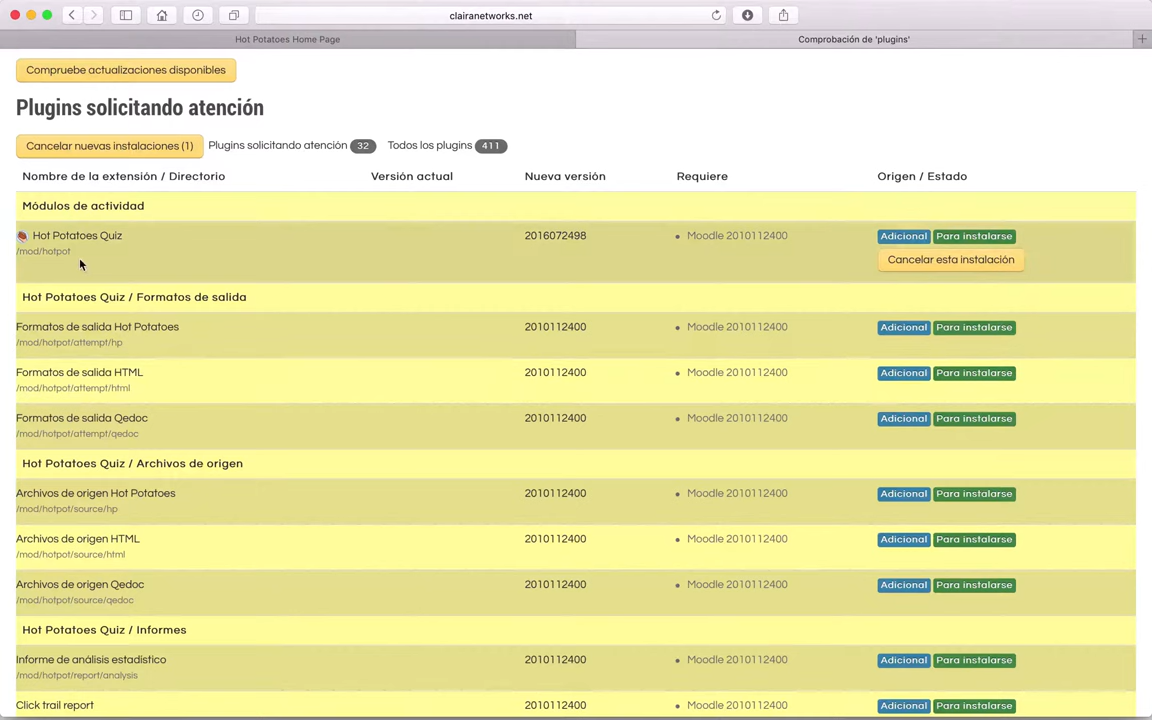 clairanetworks.net
Hot Potatoes Home Page
Comprobación de 'plugins'
Compruebe actualizaciones disponibles
Plugins solicitando atención
Cancelar nuevas instalaciones (1) Plugins solicitando atención 32 Todos los plugins 411
Nombre de la extensión / Directorio Versión actual Nueva versión Requiere Origen / Estado
Módulos de actividad
Hot Potatoes Quiz 2016072498 Moodle 2010112400 Adicional Para instalarse
/mod/hotpot Cancelar esta instalación
Hot Potatoes Quiz / Formatos de salida
Formatos de salida Hot Potatoes 2010112400 Moodle 2010112400 Adicional Para instalarse
/mod/hotpot/attempt/hp
Formatos de salida HTML 2010112400 Moodle 2010112400 Adicional Para instalarse
/mod/hotpot/attempt/html
Formatos de salida Qedoc 2010112400 Moodle 2010112400 Adicional Para instalarse
/mod/hotpot/attempt/qedoc
Hot Potatoes Quiz / Archivos de origen
Archivos de origen Hot Potatoes 2010112400 Moodle 2010112400 Adicional Para instalarse
/mod/hotpot/source/hp
Archivos de origen HTML 2010112400 Moodle 2010112400 Adicional Para instalarse
/mod/hotpot/source/html
Archivos de origen Qedoc 2010112400 Moodle 2010112400 Adicional Para instalarse
/mod/hotpot/source/qedoc
Hot Potatoes Quiz / Informes
Informe de análisis estadístico 2010112400 Moodle 2010112400 Adicional Para instalarse
/mod/hotpot/report/analysis
Click trail report 2010112400 Moodle 2010112400 Adicional Para instalarse